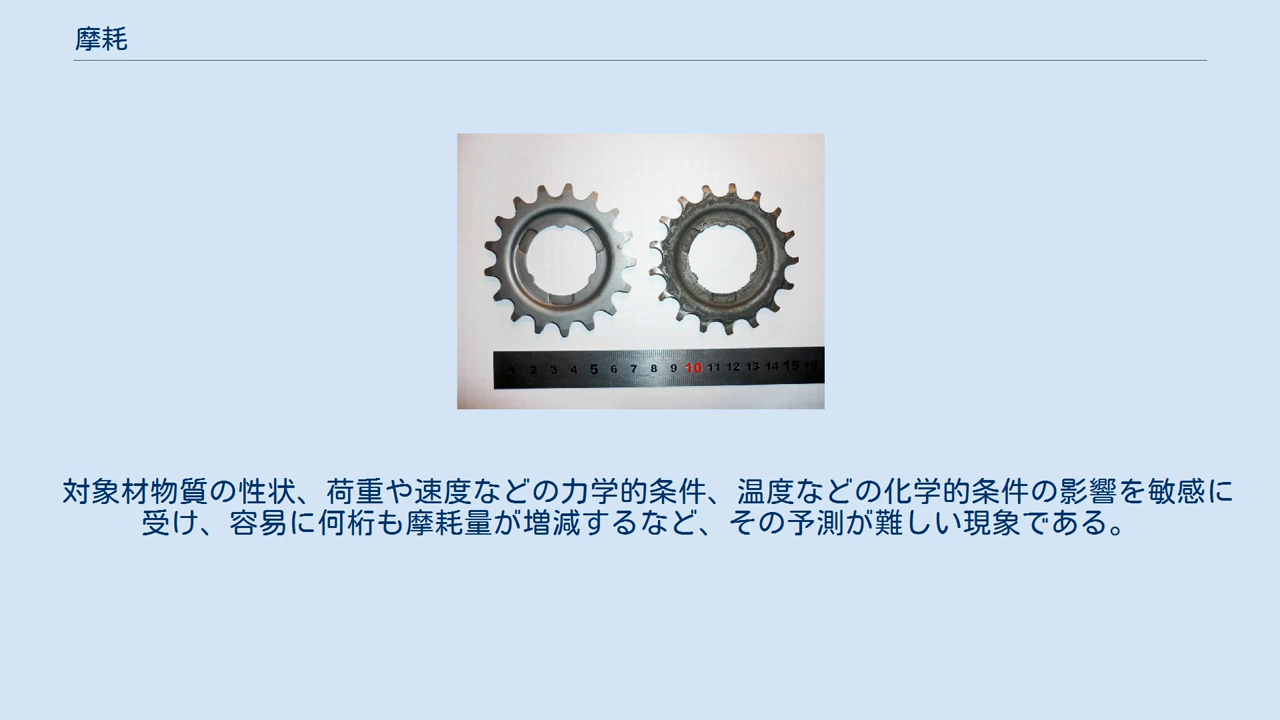 摩耗
1 2 3 4 5 6 7 8 9 10 11 12 13 14 15 16
対象材物質の性状、荷重や速度などの力学的条件、温度などの化学的条件の影響を敏感に
受け、容易に何桁も摩耗量が増減するなど、その予測が難しい現象である。